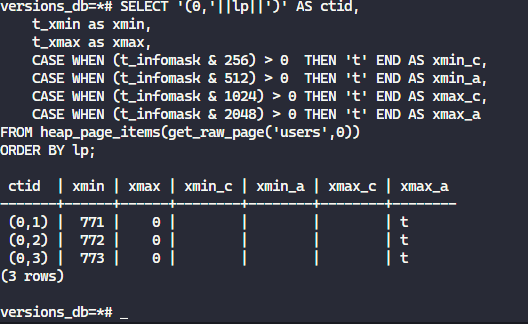 versions_db=*# SELECT '(0,'||lp||')' AS ctid,
t_xmin as xmin,
t_xmax as xmax,
CASE WHEN (t_infomask & 256) > 0  THEN 't' END AS xmin_c,
CASE WHEN (t_infomask & 512) > 0  THEN 't' END AS xmin_a,
CASE WHEN (t_infomask & 1024) > 0 THEN 't' END AS xmax_c,
CASE WHEN (t_infomask & 2048) > 0 THEN 't' END AS xmax_a
FROM heap_page_items(get_raw_page('users',0))
ORDER BY lp;
ctid  | xmin | xmax | xmin_c | xmin_a | xmax_c | xmax_a
-------+------+------+--------+--------+--------+--------
(0,1) |  771 |    0 |        |        |        | t
(0,2) |  772 |    0 |        |        |        | t
(0,3) |  773 |    0 |        |        |        | t
(3 rows)
versions_db=*# _